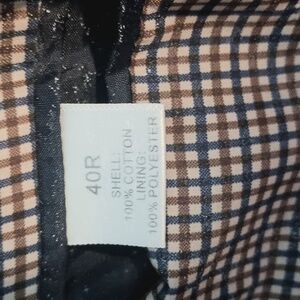 40R
SHELL:
100% COTTON
LINING:
100% POLYESTER